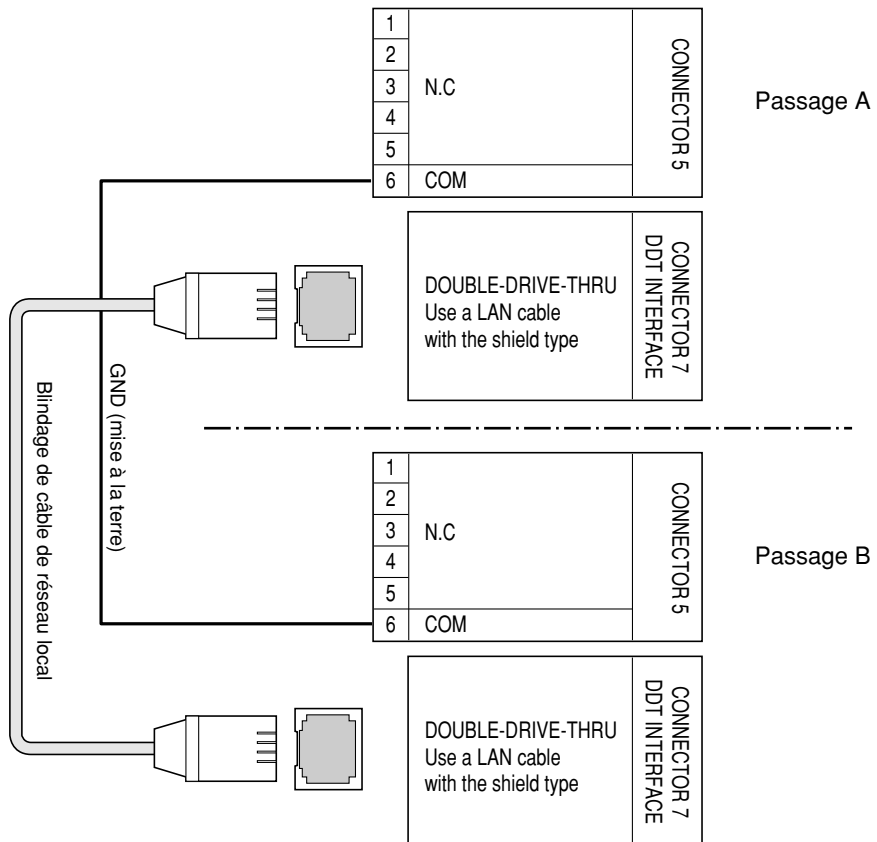 1
2
3
4
5
6
N.C
COM
CONNECTOR 5
Passage A
DOUBLE-DRIVE-THRU
Use a LAN cable
with the shield type
CONNECTOR 7
DDT INTERFACE
GND (mise à la terre)
Blindage de câble de réseau local
1
2
3
4
5
6
N.C
COM
CONNECTOR 5
Passage B
DOUBLE-DRIVE-THRU
Use a LAN cable
with the shield type
CONNECTOR 7
DDT INTERFACE